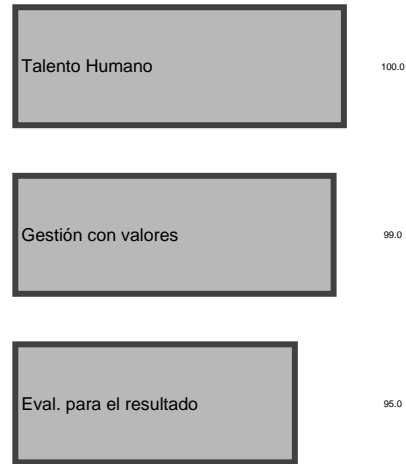 Talento Humano 100.0
Gestión con valores 99.0
Eval. para el resultado 95.0